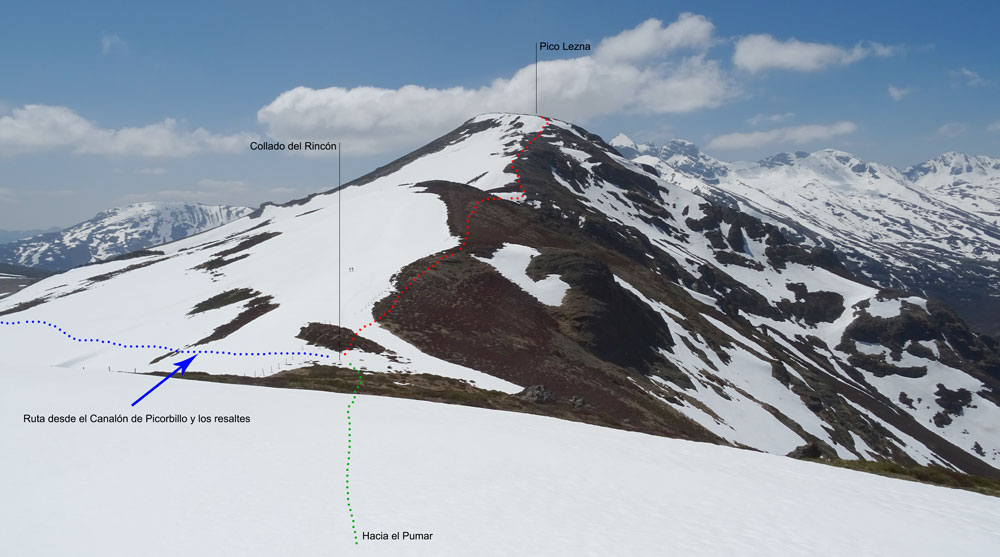 Pico Lezna
Collado del Rincón
Ruta desde el Canalón de Picorbillo y los resaltes
Hacia el Pumar